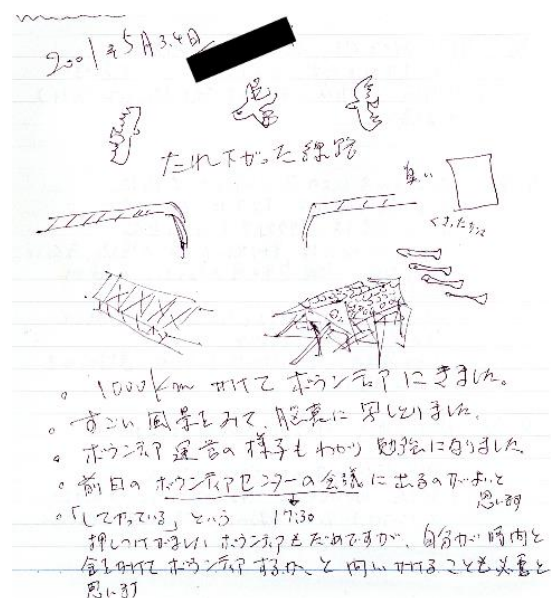 2001年5月3.4日
たれ下がった線路
臭い
くさった魚
。1000km かけて ボランティアにきました。
。すごい風景をみて、脳裏に写しとりました。
。ボランティア運営の様子もわかり勉強になりました。
。前日のボランティアセンターの会議に出るのがよいと
思います
17:30
。「してやっている」という
押しつけがましいボランティアもだめですが、自分が時間と
金をかけてボランティアするか、と問いかけることも必要と
思います